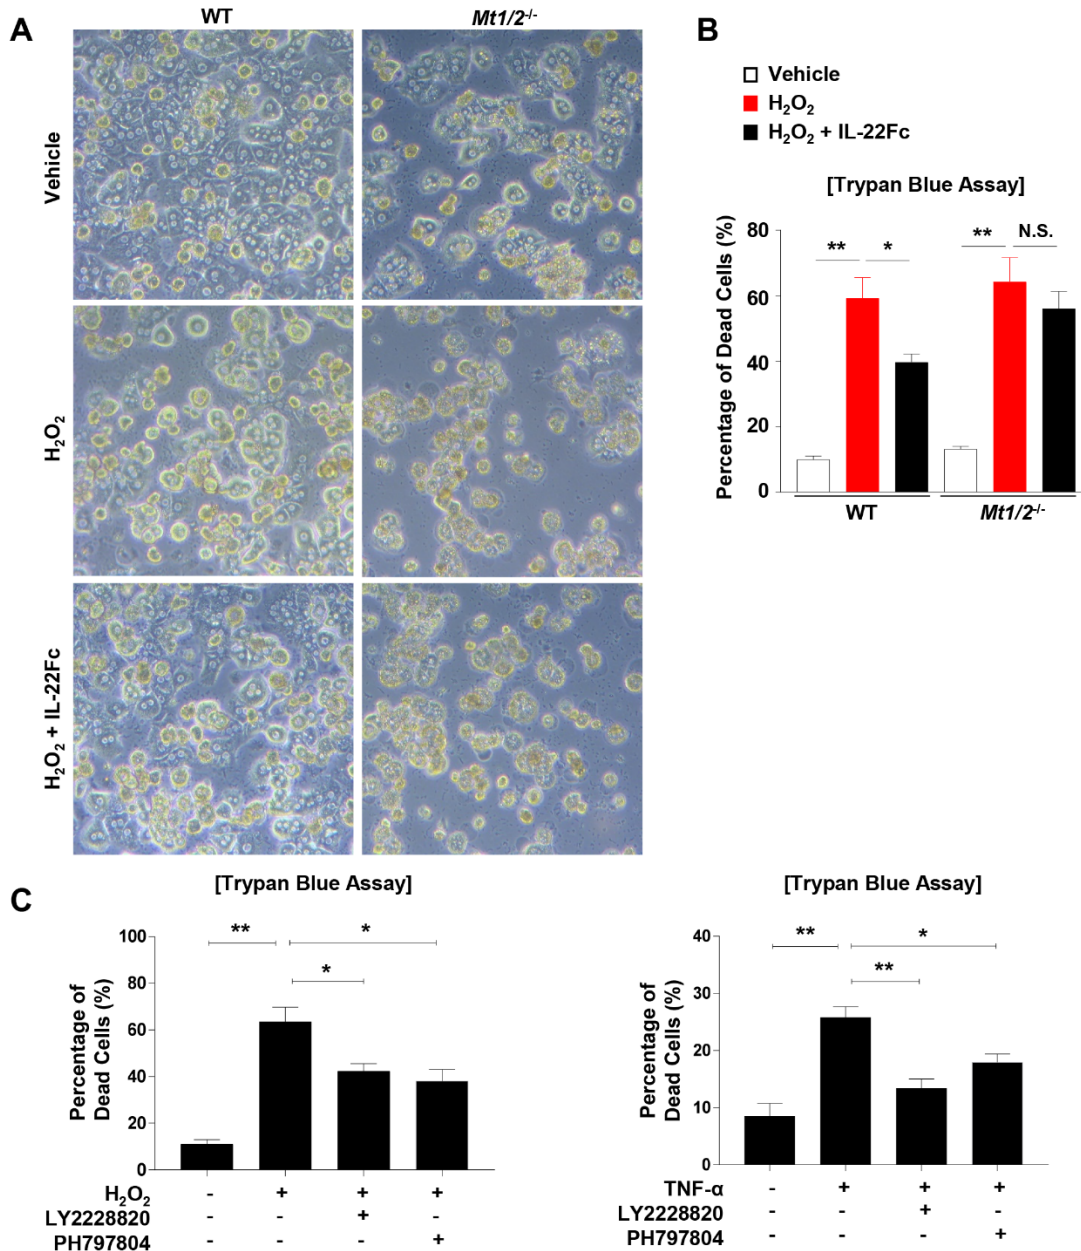 A
WT
Mt1/2-/-
Vehicle
H2O2
H2O2 + IL-22Fc
B
Vehicle
H2O2
H2O2 + IL-22Fc
[Trypan Blue Assay]
Percentage of Dead Cells (%)
80
60
40
20
0
** * ** N.S.
WT Mt1/2-/-
C
[Trypan Blue Assay]
Percentage of
Dead Cells (%)
100
80
60
40
20
0
** *
*
H2O2 - + + +
LY2228820 - - + -
PH797804 - - - +
[Trypan Blue Assay]
Percentage of
Dead Cells (%)
40
30
20
10
0
** *
**
TNF-α - + + +
LY2228820 - - + -
PH797804 - - - +